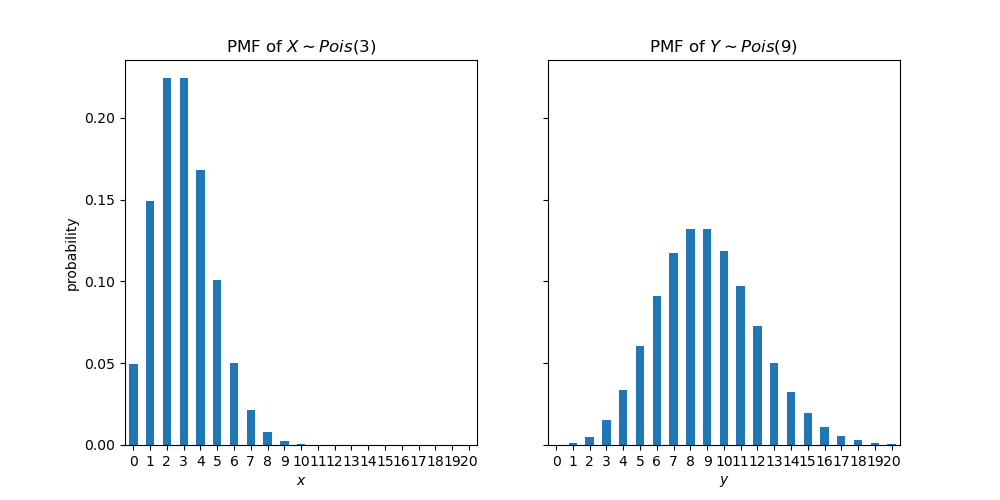 PMF of X ∼ Pois(3)
0.20
0.15
0.10
0.05
0.00
probability
0 1 2 3 4 5 6 7 8 9 10 11 12 13 14 15 16 17 18 19 20
x
PMF of Y ∼ Pois(9)
0 1 2 3 4 5 6 7 8 9 10 11 12 13 14 15 16 17 18 19 20
y